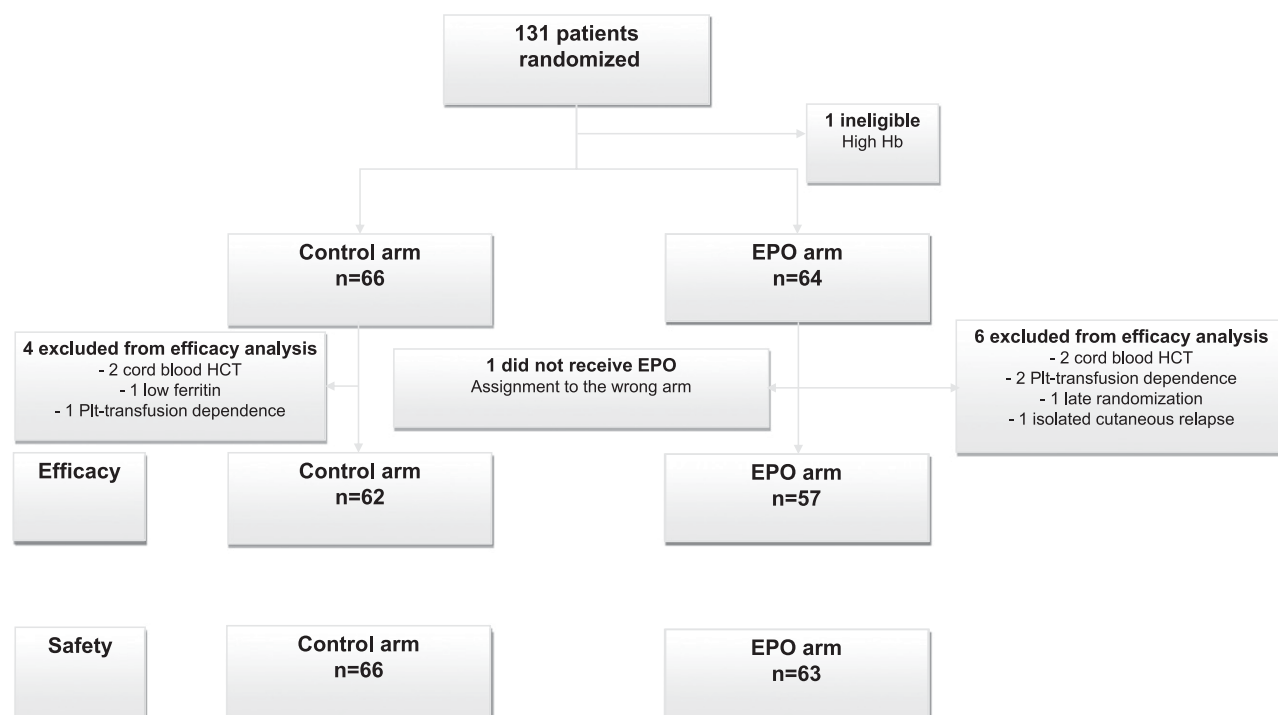 131 patients
randomized
1 ineligible
High Hb
Control arm
n=66
EPO arm
n=64
4 excluded from efficacy analysis
- 2 cord blood HCT
- 1 low ferritin
- 1 Plt-transfusion dependence
1 did not receive EPO
Assignment to the wrong arm
6 excluded from efficacy analysis
- 2 cord blood HCT
- 2 Plt-transfusion dependence
- 1 late randomization
- 1 isolated cutaneous relapse
Efficacy
Control arm
n=62
EPO arm
n=57
Safety
Control arm
n=66
EPO arm
n=63